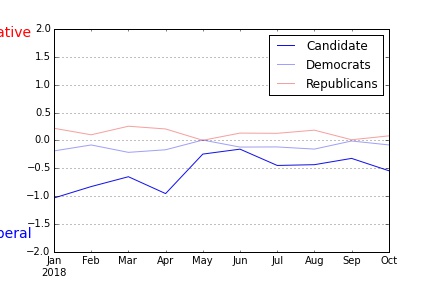 ative
2.0
1.5
1.0
0.5
0.0
−0.5
−1.0
−1.5
−2.0
beral
Candidate
Democrats
Republicans
Jan Feb Mar Apr May Jun Jul Aug Sep Oct
2018